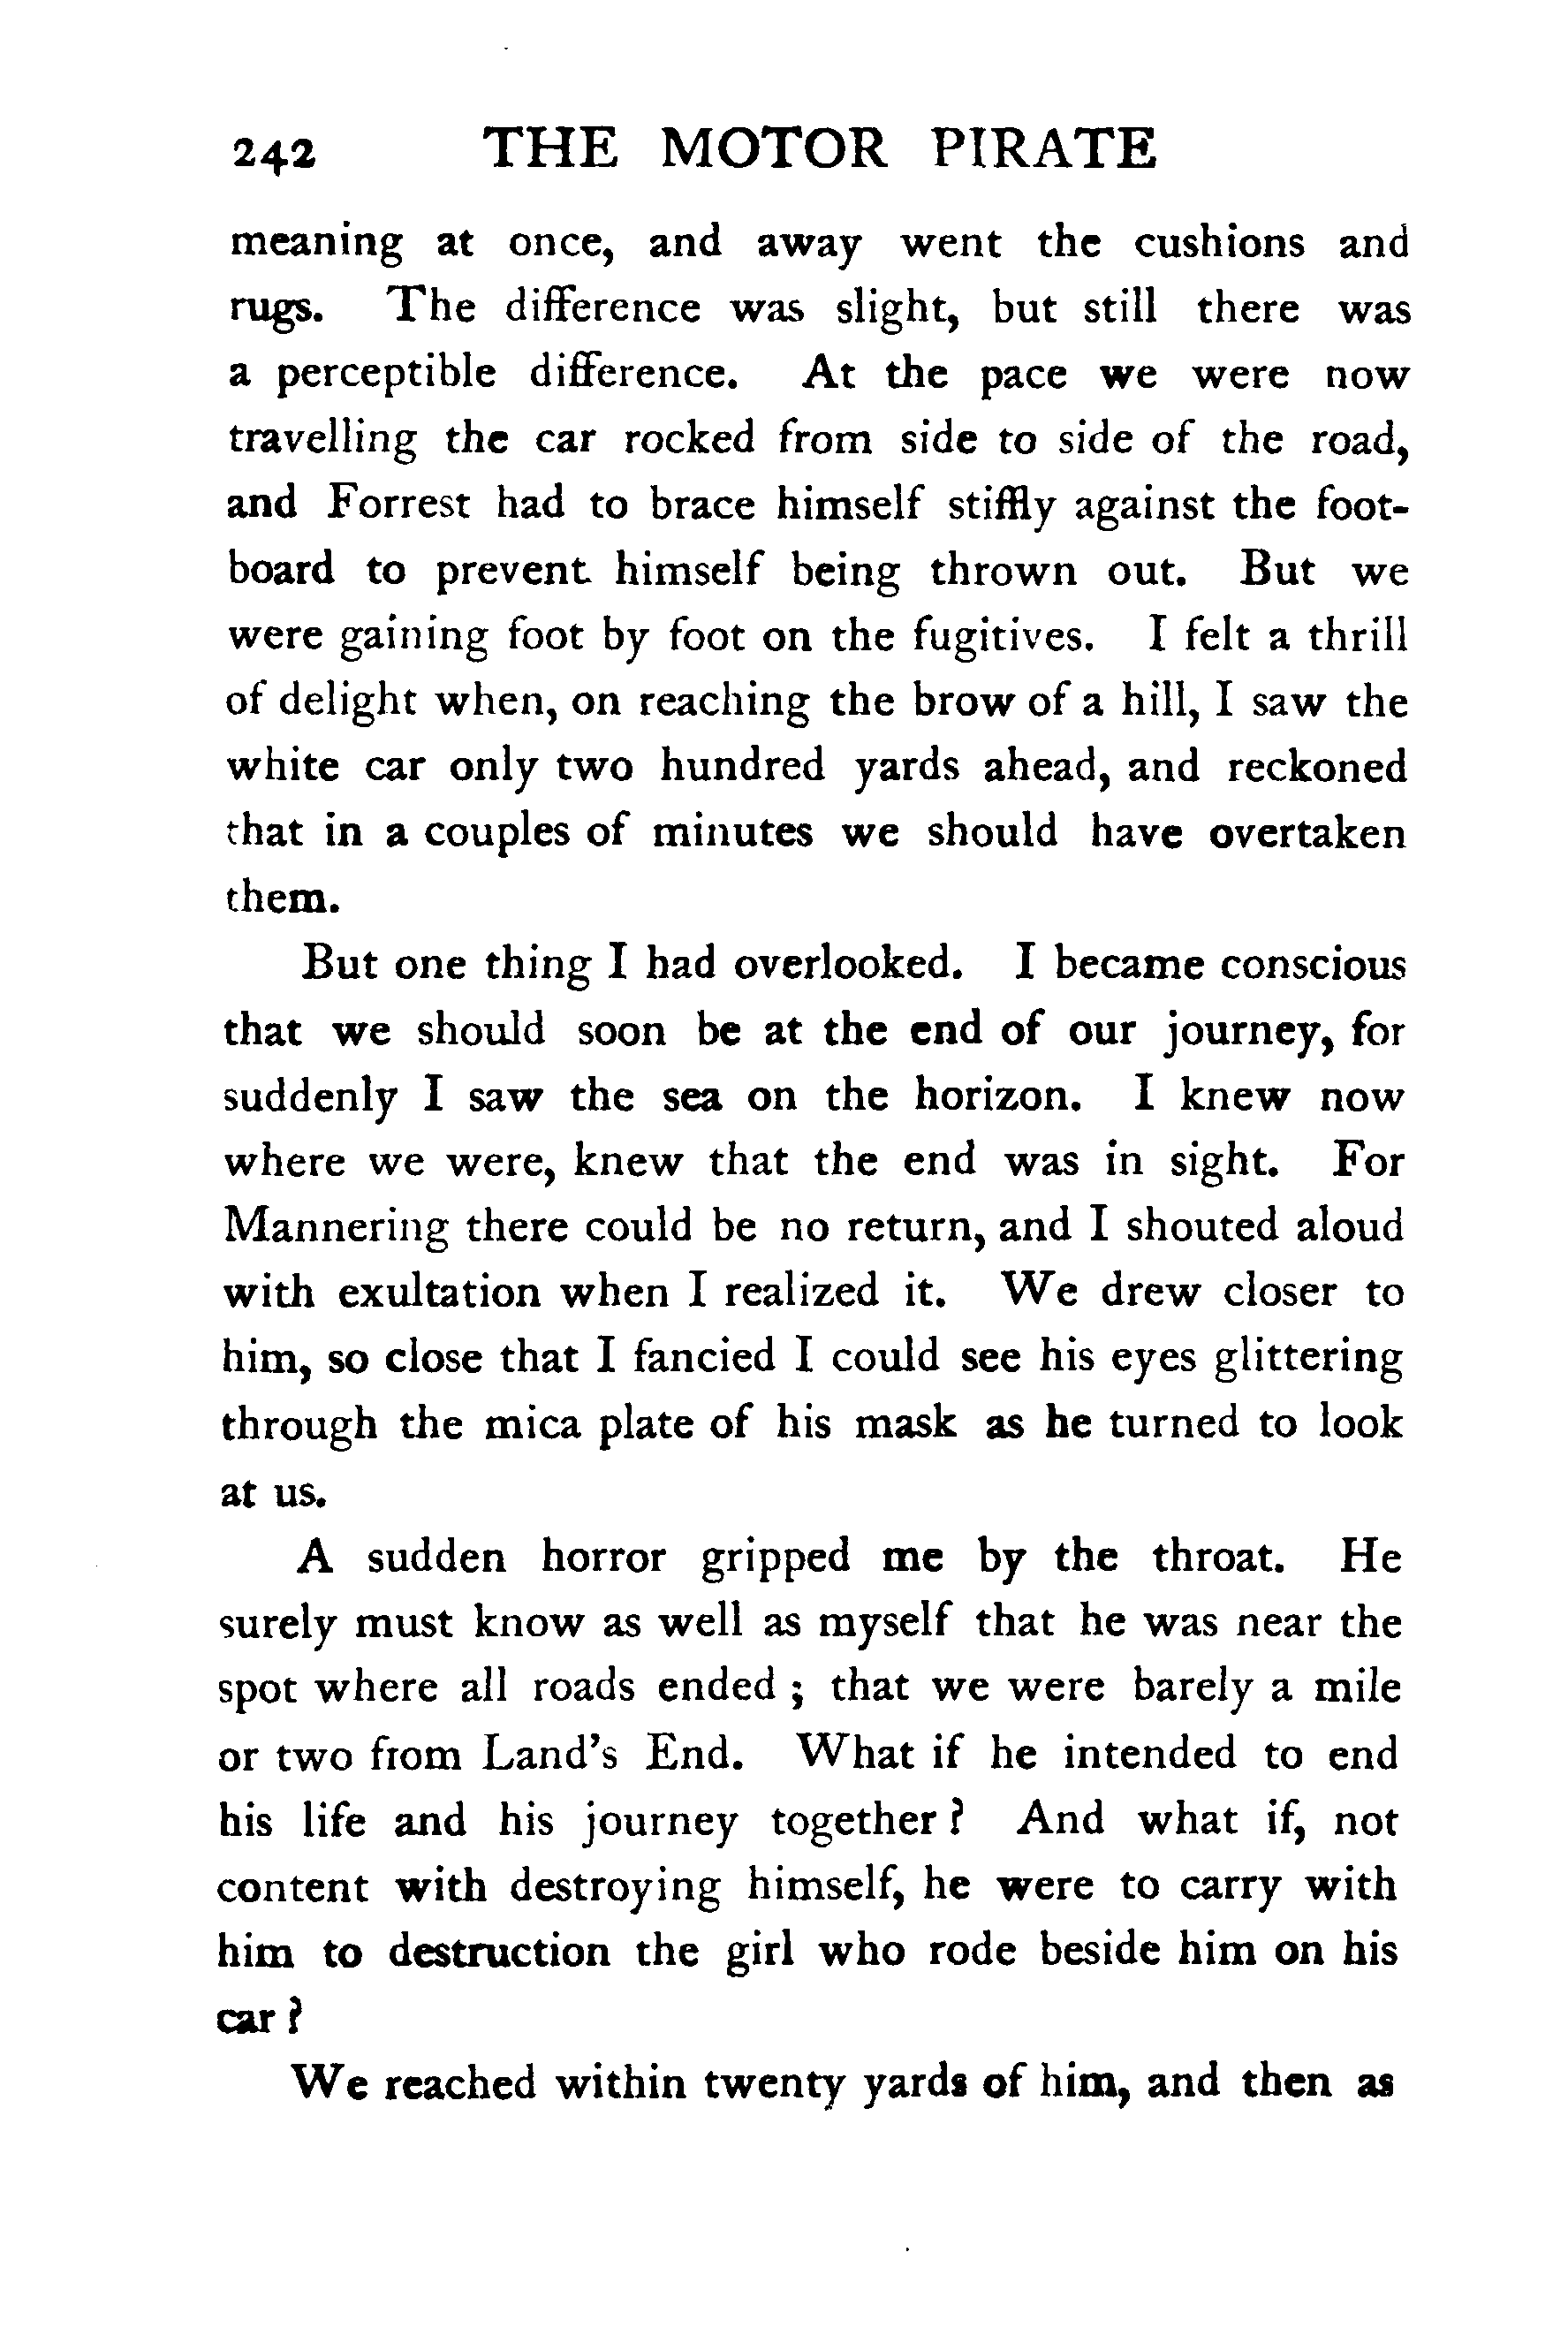 242 THE MOTOR PIRATE
meaning at once, and away went the cushions and
rugs. The difference was slight, but still there was
a perceptible difference. At the pace we were now
travelling the car rocked from side to side of the road,
and Forrest had to brace himself stiffly against the foot-
board to prevent himself being thrown out. But we
were gaining foot by foot on the fugitives. I felt a thrill
of delight when, on reaching the brow of a hill, I saw the
white car only two hundred yards ahead, and reckoned
that in a couples of minutes we should have overtaken
them.
But one thing I had overlooked. I became conscious
that we should soon be at the end of our journey, for
suddenly I saw the sea on the horizon. I knew now
where we were, knew that the end was in sight. For
Mannering there could be no return, and I shouted aloud
with exultation when I realized it. We drew closer to
him, so close that I fancied I could see his eyes glittering
through the mica plate of his mask as he turned to look
at us.
A sudden horror gripped me by the throat. He
surely must know as well as myself that he was near the
spot where all roads ended ; that we were barely a mile
or two from Land's End. What if he intended to end
his life and his journey together ? And what if, not
content with destroying himself, he were to carry with
him to destruction the girl who rode beside him on his
car ?
We reached within twenty yards of him, and then as